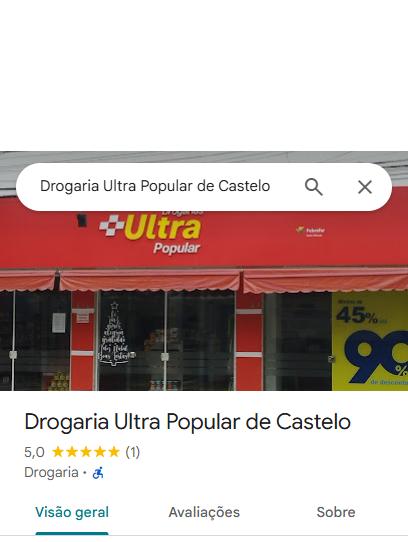 Drogaria Ultra Popular de Castelo
Drogarias
Ultra
Popular
FarmaFar
45%
90%
de desconto
Drogaria Ultra Popular de Castelo
5,0 ★★★★★ (1)
Drogaria ·
Visão geral
Avaliações
Sobre